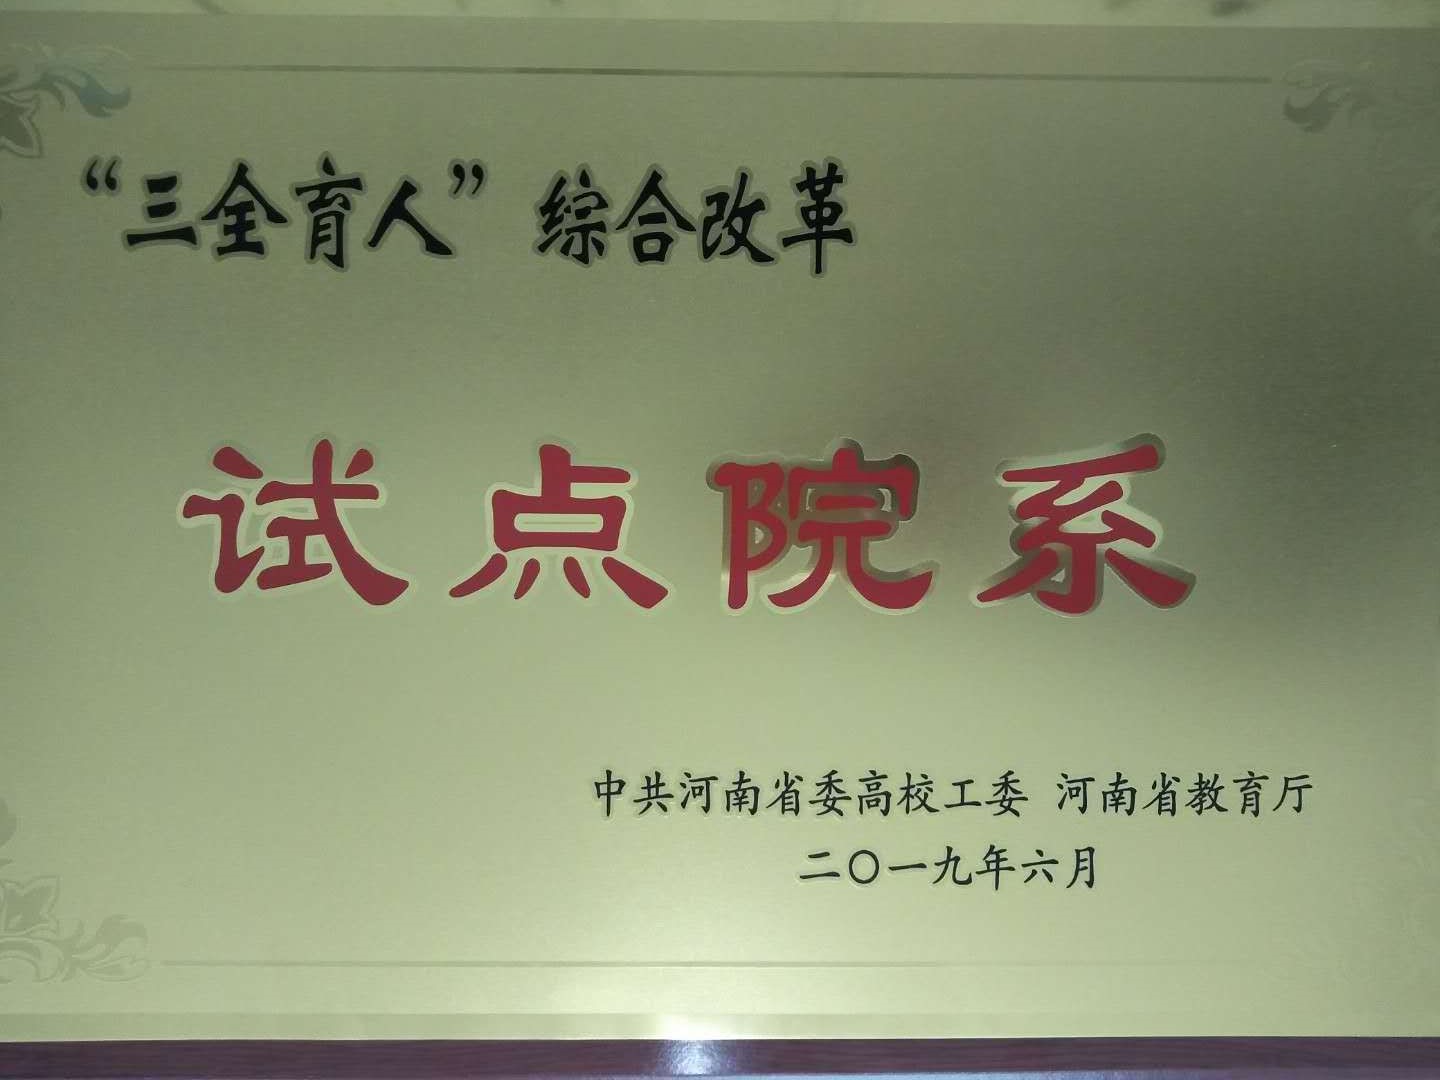 “三全育人”综合改革
试点院系
中共河南省委高校工委 河南省教育厅
二〇一九年六月